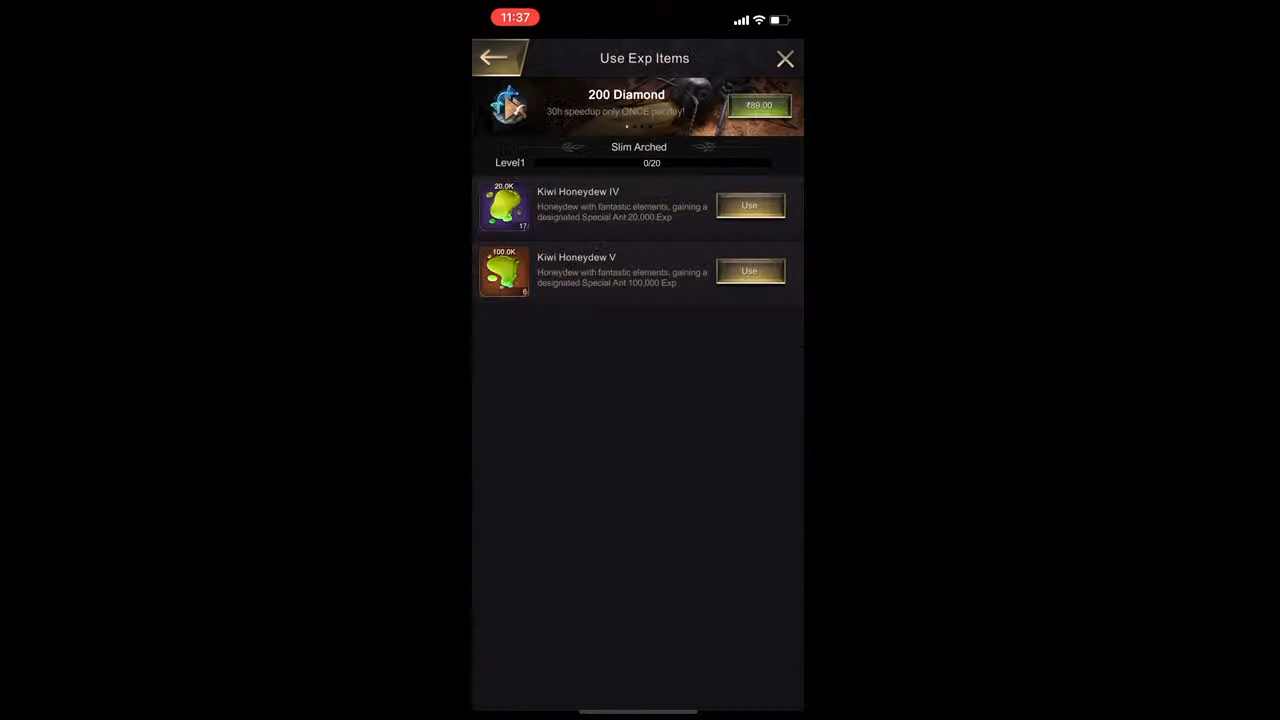 11:37
Use Exp Items
200 Diamond
30h speedup only ONCE per day!
₹89.00
Slim Arched
Level1
0/20
20.0K
17
Kiwi Honeydew IV
Honeydew with fantastic elements, gaining a
designated Special Ant 20,000 Exp
Use
100.0K
6
Kiwi Honeydew V
Honeydew with fantastic elements, gaining a
designated Special Ant 100,000 Exp
Use